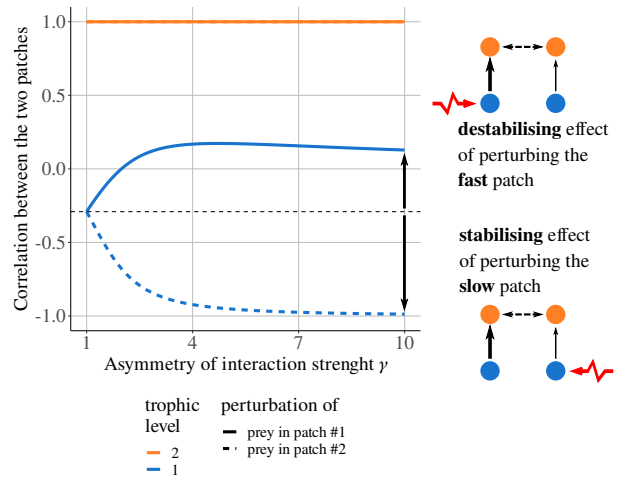 Correlation between the two patches
1.0
0.5
0.0
-0.5
-1.0
1
4
7
10
Asymmetry of interaction strenght γ
destabilising effect
of perturbing the
fast patch
stabilising effect
of perturbing the
slow patch
trophic
level
2
1
perturbation of
prey in patch #1
prey in patch #2